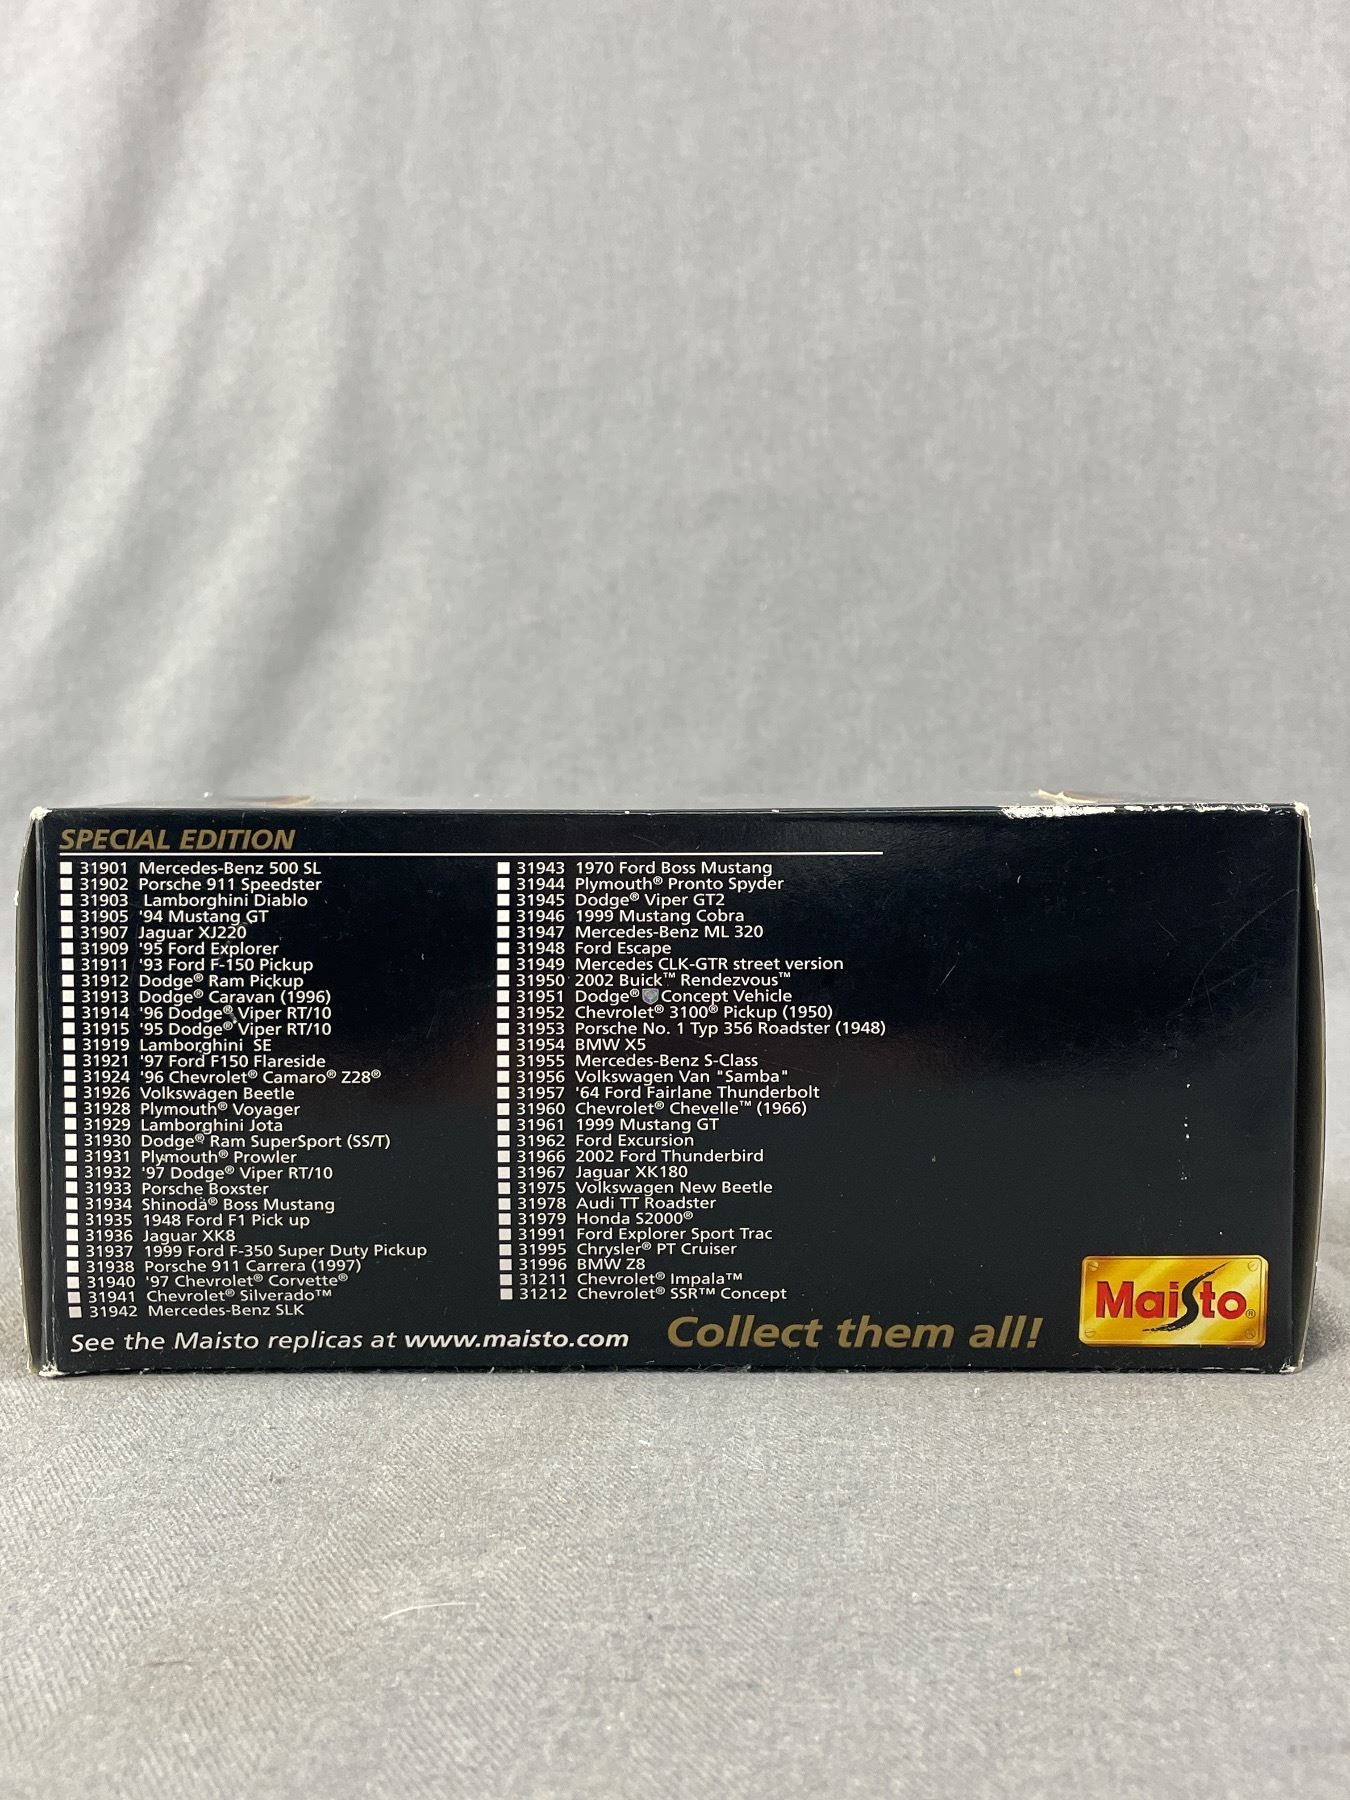 SPECIAL EDITION
31901 Mercedes-Benz 500 SL
31902 Porsche 911 Speedster
31903 Lamborghini Diablo
31905 '94 Mustang GT
31907 Jaguar XJ220
31909 '95 Ford Explorer
31911 '93 Ford F-150 Pickup
31912 Dodge® Ram Pickup
31913 Dodge® Caravan (1996)
31914 '96 Dodge® Viper RT/10
31915 '95 Dodge® Viper RT/10
31919 Lamborghini SE
31921 '97 Ford F150 Flareside
31924 '96 Chevrolet® Camaro® Z28®
31926 Volkswagen Beetle
31928 Plymouth® Voyager
31929 Lamborghini Jota
31930 Dodge® Ram SuperSport (SS/T)
31931 Plymouth® Prowler
31932 '97 Dodge® Viper RT/10
31933 Porsche Boxster
31934 Shinoda® Boss Mustang
31935 1948 Ford F1 Pick up
31936 Jaguar XK8
31937 1999 Ford F-350 Super Duty Pickup
31938 Porsche 911 Carrera (1997)
31940 '97 Chevrolet® Corvette®
31941 Chevrolet® Silverado™
31942 Mercedes-Benz SLK
31943 1970 Ford Boss Mustang
31944 Plymouth® Pronto Spyder
31945 Dodge® Viper GT2
31946 1999 Mustang Cobra
31947 Mercedes-Benz ML 320
31948 Ford Escape
31949 Mercedes CLK-GTR street version
31950 2002 Buick™ Rendezvous™
31951 Dodge® Concept Vehicle
31952 Chevrolet® 3100® Pickup (1950)
31953 Porsche No. 1 Typ 356 Roadster (1948)
31954 BMW X5
31955 Mercedes-Benz S-Class
31956 Volkswagen Van "Samba"
31957 '64 Ford Fairlane Thunderbolt
31960 Chevrolet® Chevelle™ (1966)
31961 1999 Mustang GT
31962 Ford Excursion
31966 2002 Ford Thunderbird
31967 Jaguar XK180
31975 Volkswagen New Beetle
31978 Audi TT Roadster
31979 Honda S2000®
31991 Ford Explorer Sport Trac
31995 Chrysler® PT Cruiser
31996 BMW Z8
31211 Chevrolet® Impala™
31212 Chevrolet® SSR™ Concept
See the Maisto replicas at www.maisto.com
Collect them all!
Maisto®